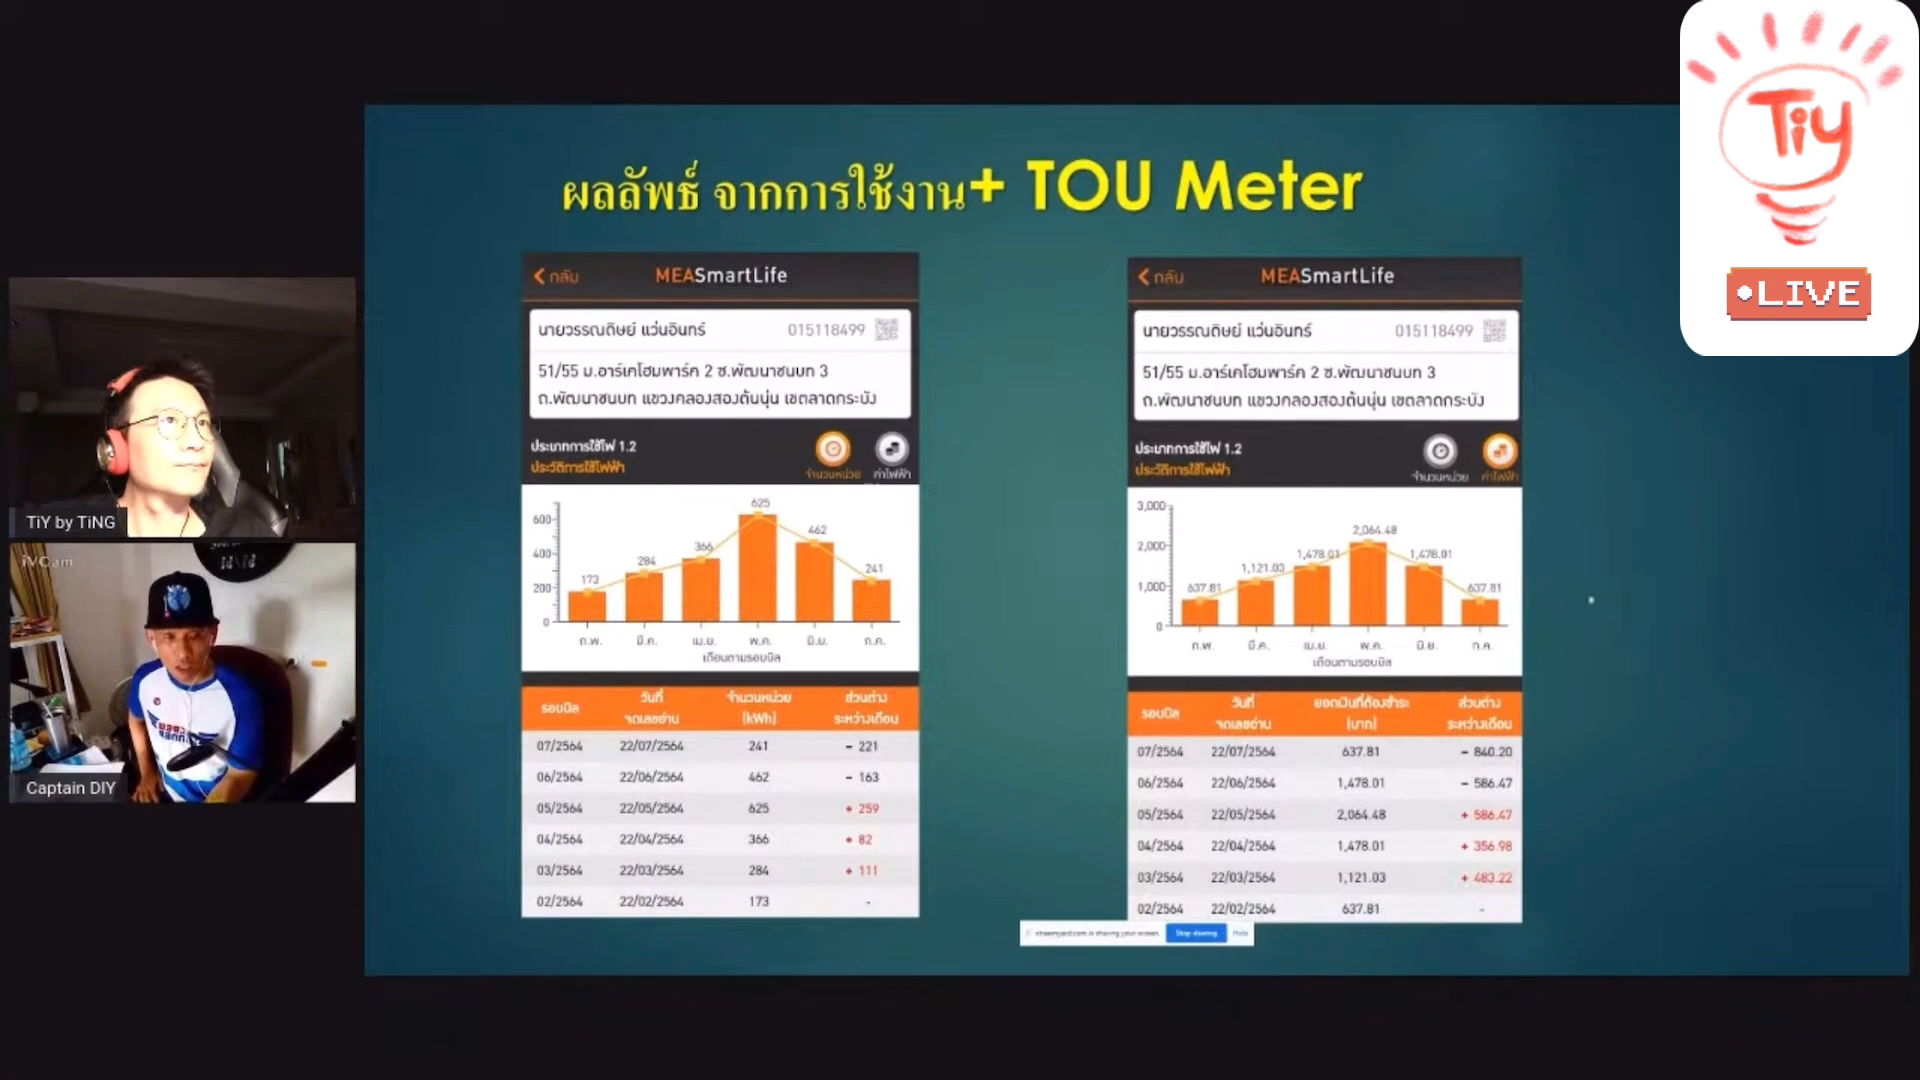 TiY
LIVE
ผลลัพธ์ จากการใช้งาน+ TOU Meter
กลับ MEASmartLife
นายวรรณดิษย์ แว่นอินทร์ 015118499
51/55 ม.อาร์เคโฮมพาร์ค 2 ซ.พัฒนาชนบท 3
ถ.พัฒนาชนบท แขวงคลองสองต้นนุ่น เขตลาดกระบัง
ประเภทการใช้ไฟ 1.2
ประวัติการใช้ไฟฟ้า
จำนวนหน่วย ค่าไฟฟ้า
600
400
200
0
173 284 366 625 462 241
ก.พ. มี.ค. เม.ย. พ.ค. มิ.ย. ก.ค.
เดือนตามรอบบิล
รอบบิล วันที่จดเลขอ่าน จำนวนหน่วย (kWh) ส่วนต่างระหว่างเดือน
07/2564 22/07/2564 241 - 221
06/2564 22/06/2564 462 - 163
05/2564 22/05/2564 625 + 259
04/2564 22/04/2564 366 + 82
03/2564 22/03/2564 284 + 111
02/2564 22/02/2564 173 -
กลับ MEASmartLife
นายวรรณดิษย์ แว่นอินทร์ 015118499
51/55 ม.อาร์เคโฮมพาร์ค 2 ซ.พัฒนาชนบท 3
ถ.พัฒนาชนบท แขวงคลองสองต้นนุ่น เขตลาดกระบัง
ประเภทการใช้ไฟ 1.2
ประวัติการใช้ไฟฟ้า
จำนวนหน่วย ค่าไฟฟ้า
3,000
2,000
1,000
0
637.81 1,121.03 1,478.01 2,064.48 1,478.01 637.81
ก.พ. มี.ค. เม.ย. พ.ค. มิ.ย. ก.ค.
เดือนตามรอบบิล
รอบบิล วันที่จดเลขอ่าน ยอดเงินที่ต้องชำระ (บาท) ส่วนต่างระหว่างเดือน
07/2564 22/07/2564 637.81 - 840.20
06/2564 22/06/2564 1,478.01 - 586.47
05/2564 22/05/2564 2,064.48 + 586.47
04/2564 22/04/2564 1,478.01 + 356.98
03/2564 22/03/2564 1,121.03 + 483.22
02/2564 22/02/2564 637.81 -
streamyard.com is sharing your screen. Stop sharing Hide
TiY by TiNG
iVCam
Captain DIY